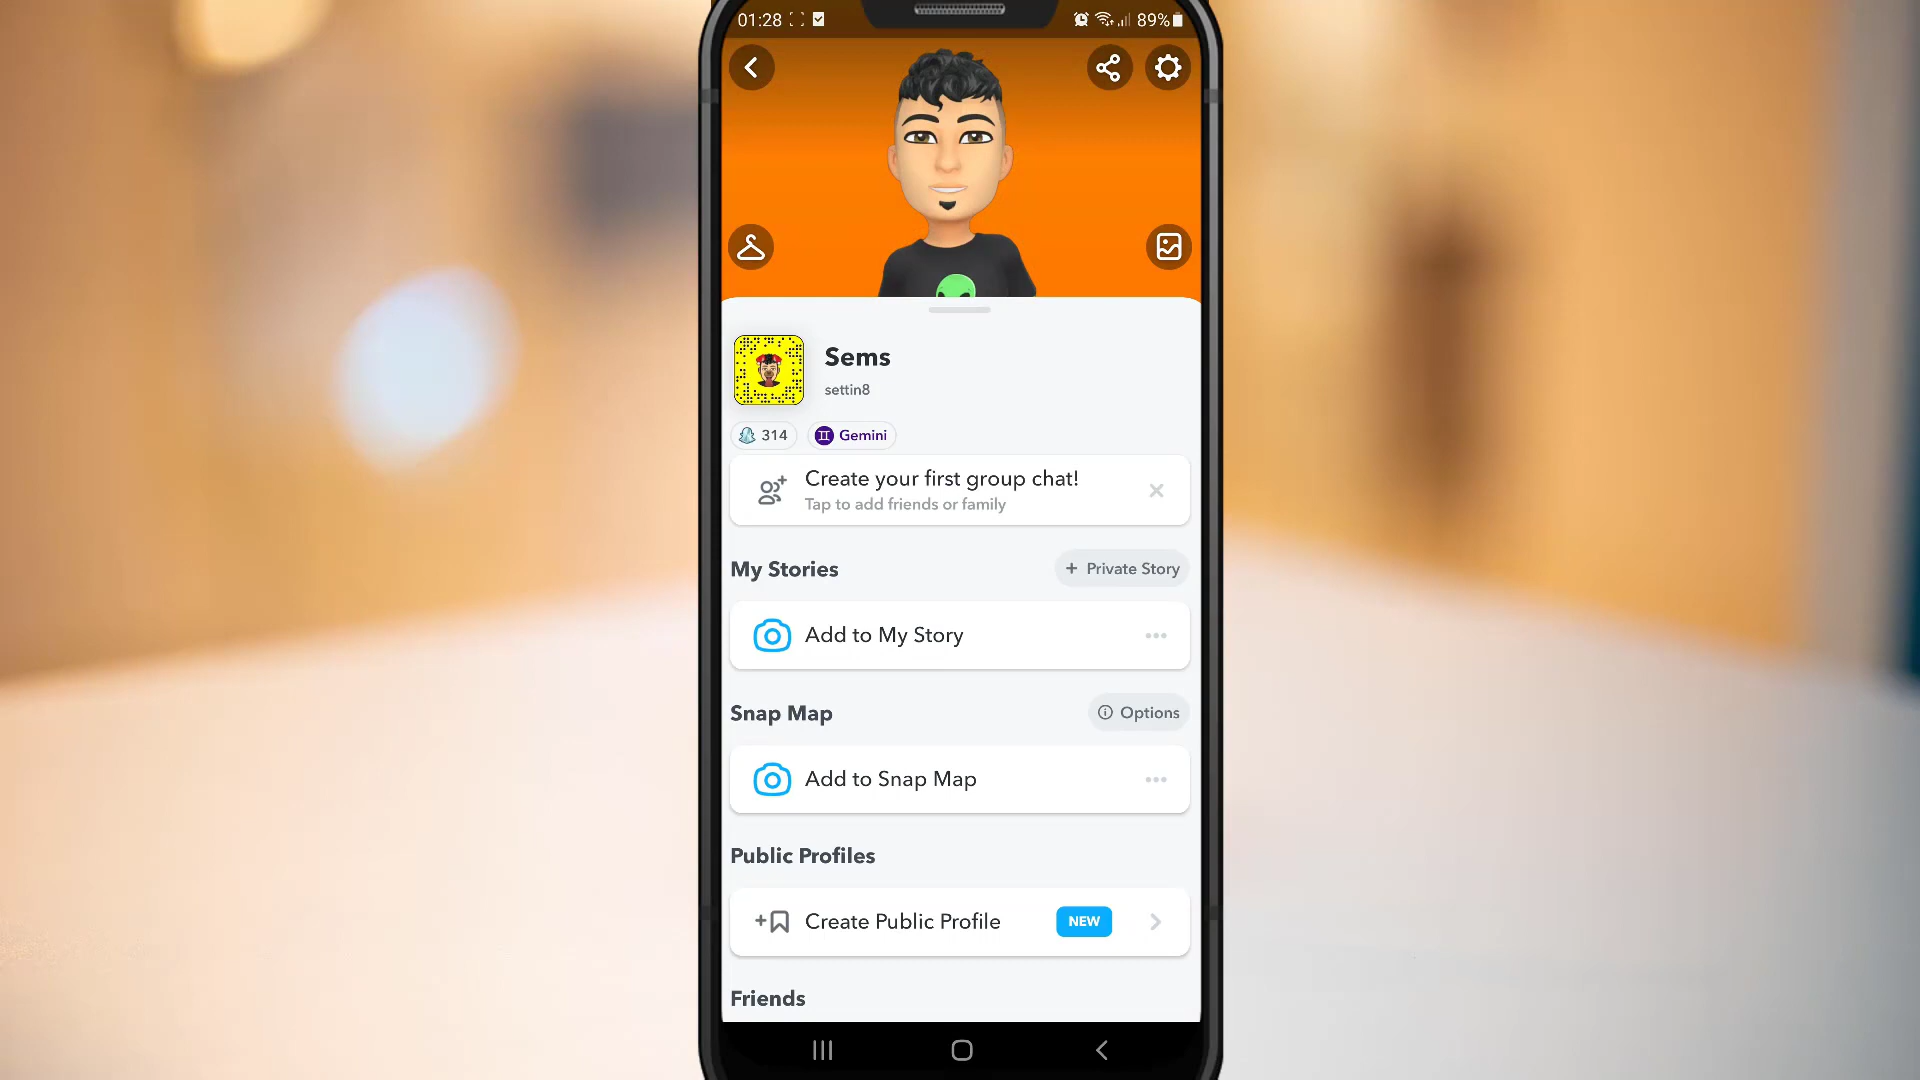 01:28
89%
Sems
settin8
314
Gemini
Create your first group chat!
Tap to add friends or family
My Stories
+ Private Story
Add to My Story
Snap Map
Options
Add to Snap Map
Public Profiles
Create Public Profile
NEW
Friends